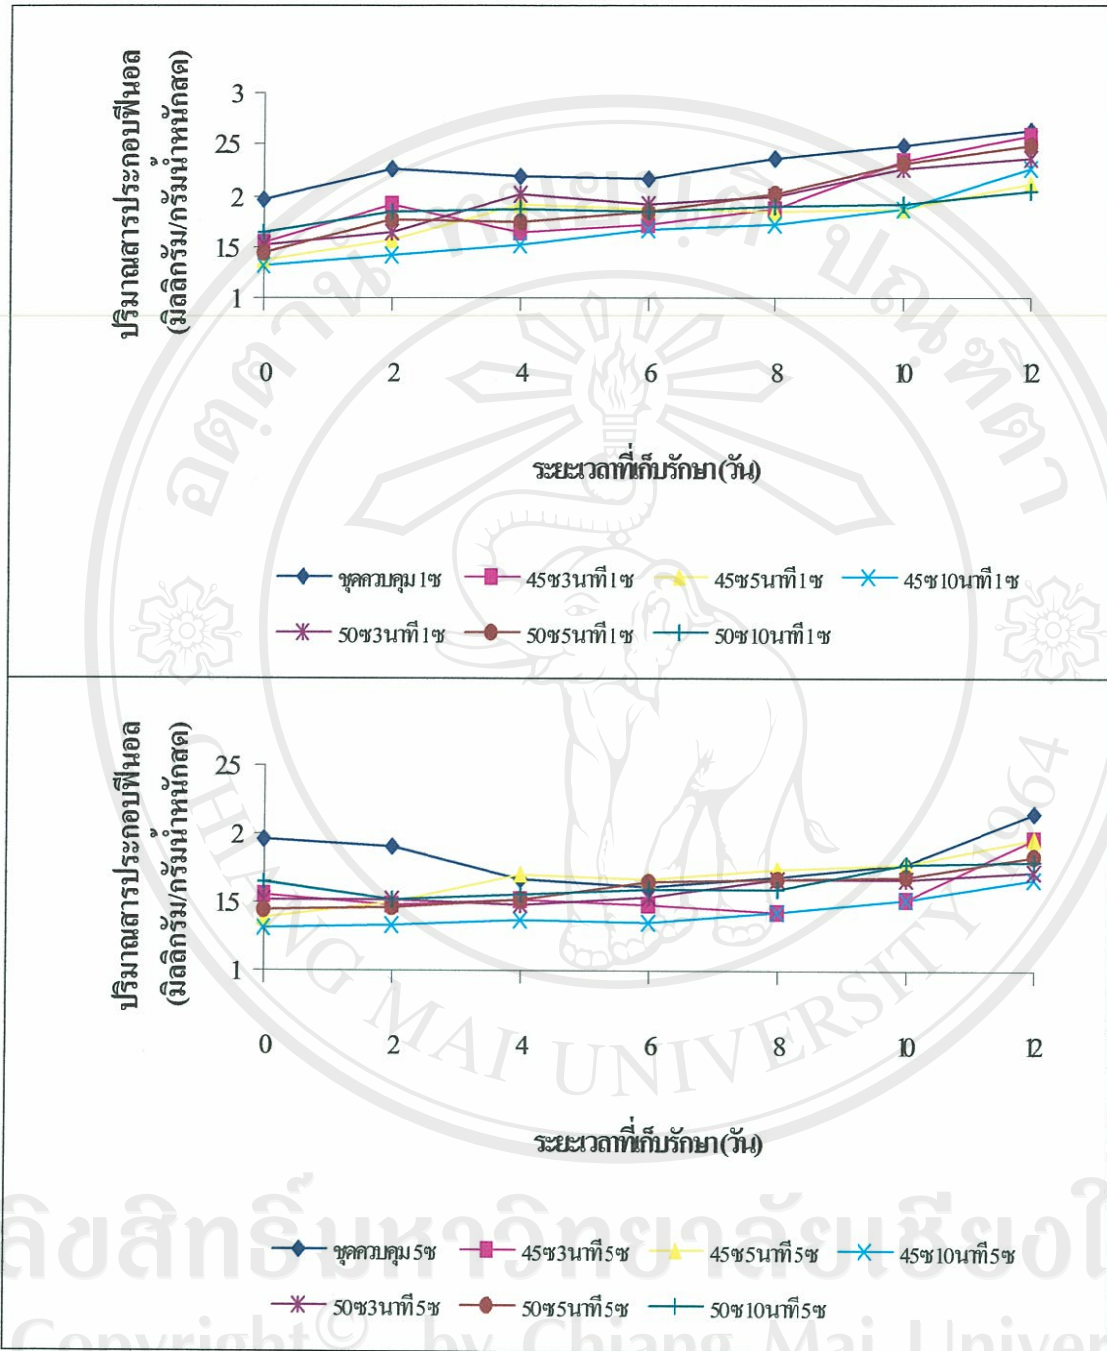 ปริมาณสารประกอบฟีนอล
(มิลลิกรัม/กรัมน้ำหนักสด)
3
2.5
2
1.5
1
0 2 4 6 8 10 12
ระยะเวลาที่เก็บรักษา (วัน)
ชุดควบคุม 1ซ 45ซ3นาที1ซ 45ซ5นาที1ซ 45ซ10นาที1ซ
50ซ3นาที1ซ 50ซ5นาที1ซ 50ซ10นาที1ซ
ปริมาณสารประกอบฟีนอล
(มิลลิกรัม/กรัมน้ำหนักสด)
2.5
2
1.5
1
0 2 4 6 8 10 12
ระยะเวลาที่เก็บรักษา (วัน)
ชุดควบคุม 5ซ 45ซ3นาที5ซ 45ซ5นาที5ซ 45ซ10นาที5ซ
50ซ3นาที5ซ 50ซ5นาที5ซ 50ซ10นาที5ซ
CHIANG MAI UNIVERSITY 1964
ลิขสิทธิ์มหาวิทยาลัยเชียงใ
Copyright© by Chiang Mai Univer